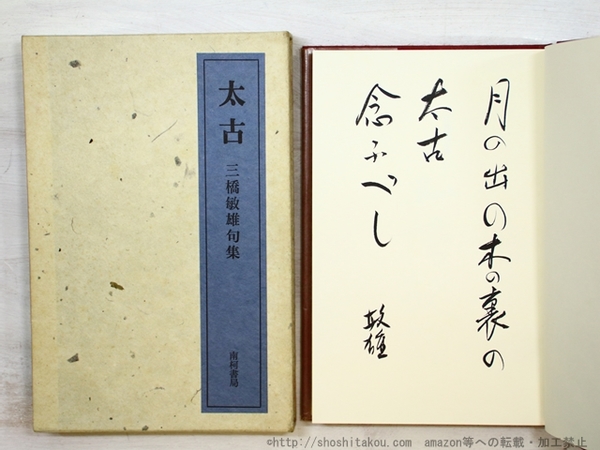 太古
三橋敏雄句集
南柯書局
月の出の木の裏の
太古
念ふべし
敏雄
©http://shoshitakou.com amazon等への転載・加工禁止